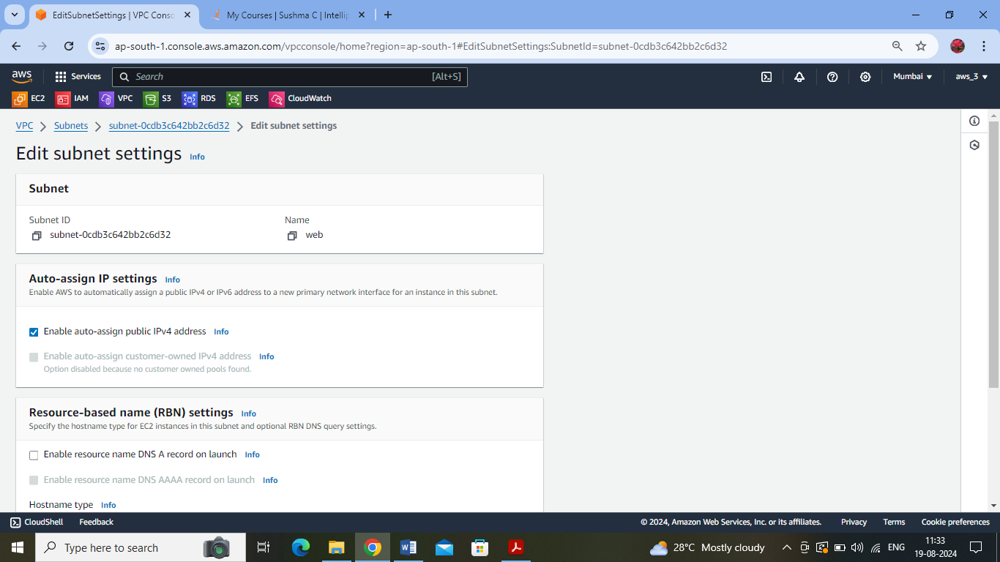 EditSubnetSettings | VPC Conso
My Courses | Sushma C | Intellip
ap-south-1.console.aws.amazon.com/vpcconsole/home?region=ap-south-1#EditSubnetSettings:SubnetId=subnet-0cdb3c642bb2c6d32
aws Services Search [Alt+S] Mumbai aws_3
EC2 IAM VPC S3 RDS EFS CloudWatch
VPC Subnets subnet-0cdb3c642bb2c6d32 Edit subnet settings
Edit subnet settings Info
Subnet
Subnet ID Name
subnet-0cdb3c642bb2c6d32 web
Auto-assign IP settings Info
Enable AWS to automatically assign a public IPv4 or IPv6 address to a new primary network interface for an instance in this subnet.
Enable auto-assign public IPv4 address Info
Enable auto-assign customer-owned IPv4 address Info
Option disabled because no customer owned pools found.
Resource-based name (RBN) settings Info
Specify the hostname type for EC2 instances in this subnet and optional RBN DNS query settings.
Enable resource name DNS A record on launch Info
Enable resource name DNS AAAA record on launch Info
Hostname type Info
CloudShell Feedback © 2024, Amazon Web Services, Inc. or its affiliates. Privacy Terms Cookie preferences
Type here to search 28°C Mostly cloudy ENG 11:33
19-08-2024